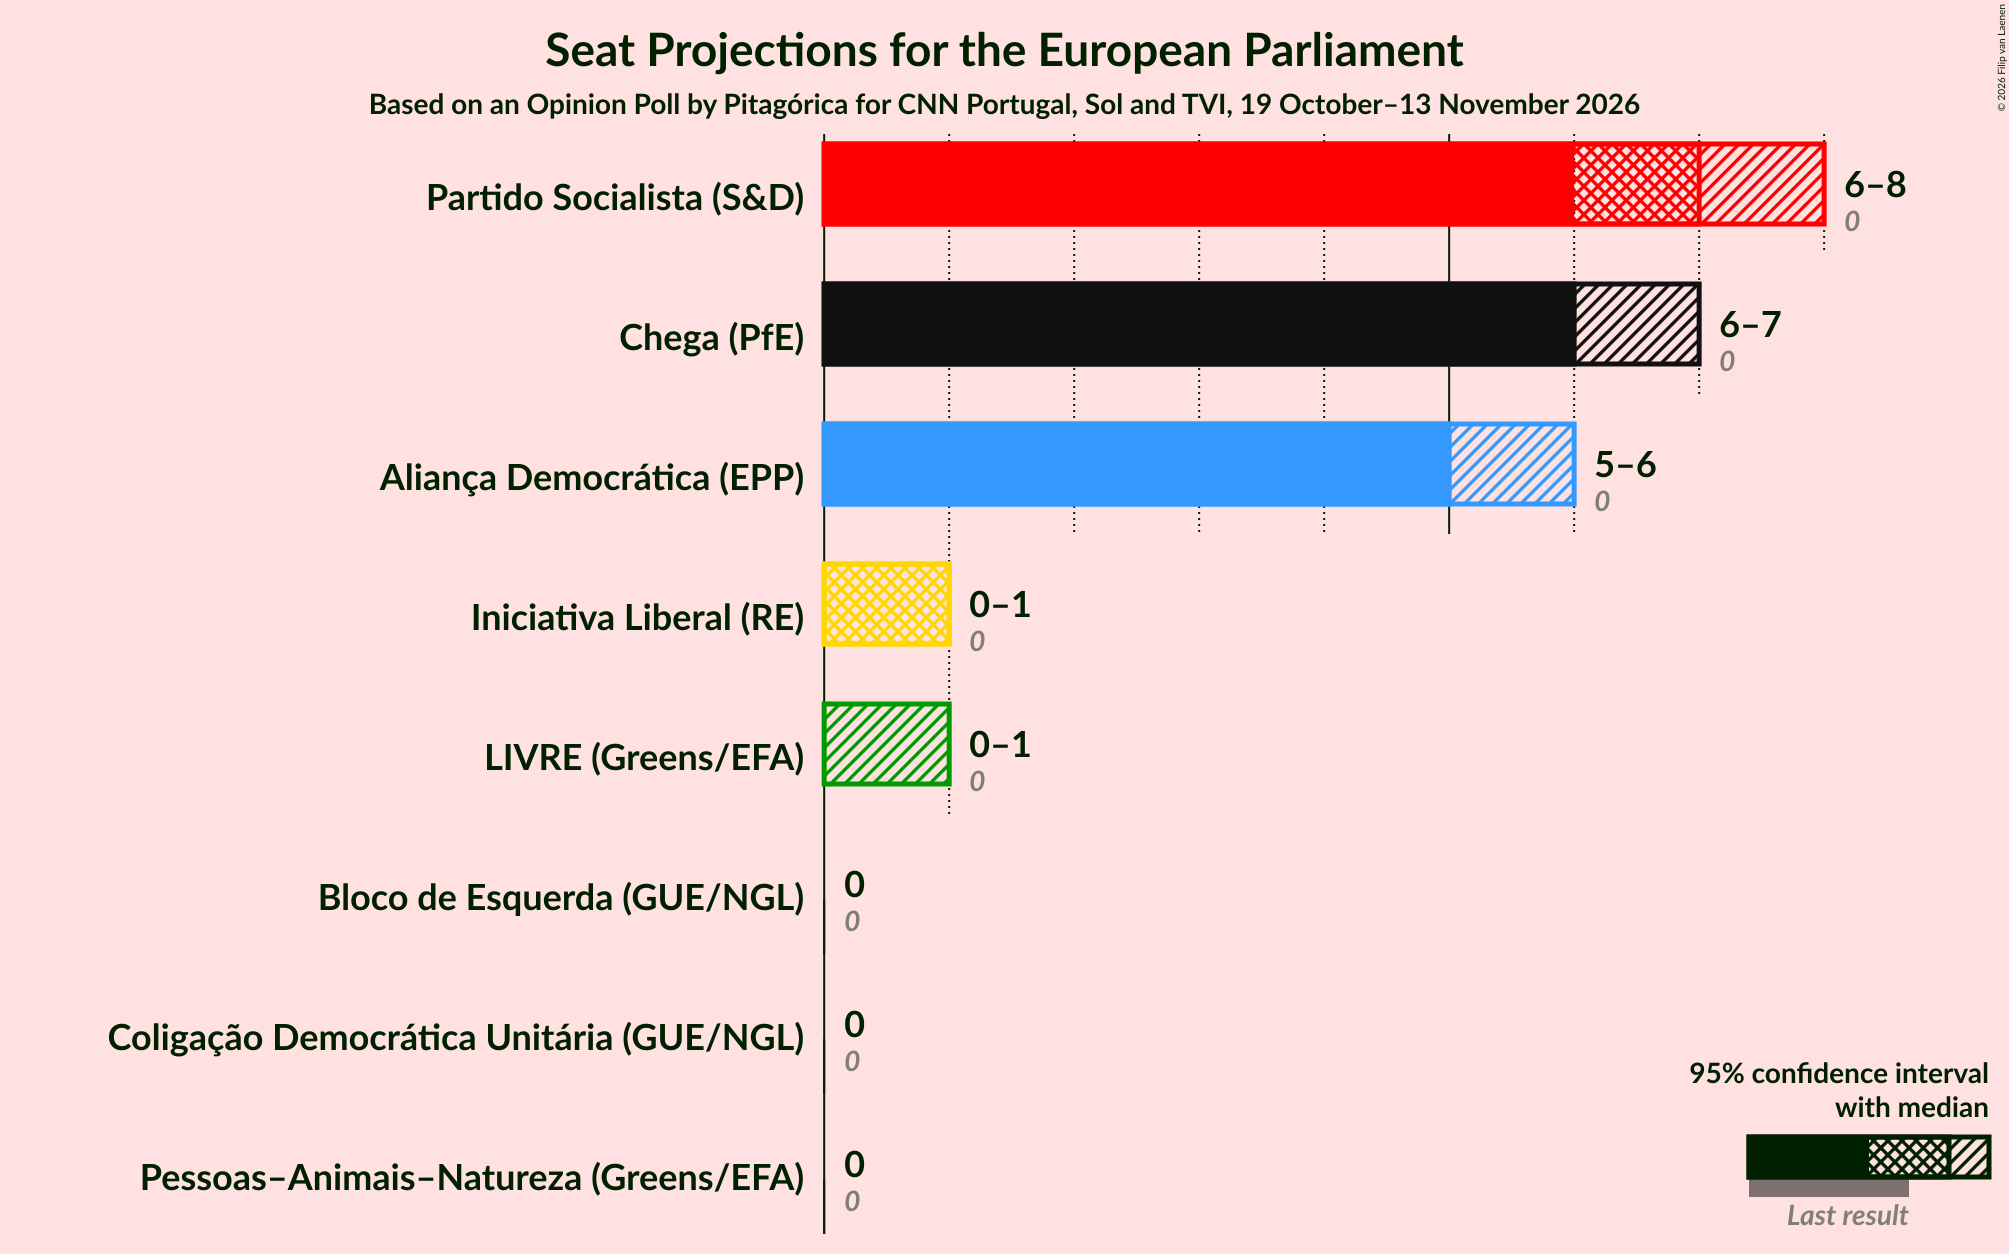 Seat Projections for the European Parliament
Based on an Opinion Poll by Pitagórica for CNN Portugal, Sol and TVI, 19 October–13 November 2026
© 2026 Filip van Laenen
Partido Socialista (S&D)
6–8
0
Chega (PfE)
6–7
0
Aliança Democrática (EPP)
5–6
0
Iniciativa Liberal (RE)
0–1
0
LIVRE (Greens/EFA)
0–1
0
Bloco de Esquerda (GUE/NGL)
0
0
Coligação Democrática Unitária (GUE/NGL)
0
0
Pessoas–Animais–Natureza (Greens/EFA)
0
0
95% confidence interval
with median
Last result